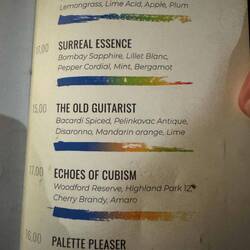 Lemongrass, Lime Acid, Apple, Plum
17.00
SURREAL ESSENCE
Bombay Sapphire, Lillet Blanc,
Pepper Cordial, Mint, Bergamot
15.00
THE OLD GUITARIST
Bacardi Spiced, Pelinkovac Antique,
Disaronno, Mandarin orange, Lime
17.00
ECHOES OF CUBISM
Woodford Reserve, Highland Park 12,
Cherry Brandy, Amaro
16.00
PALETTE PLEASER